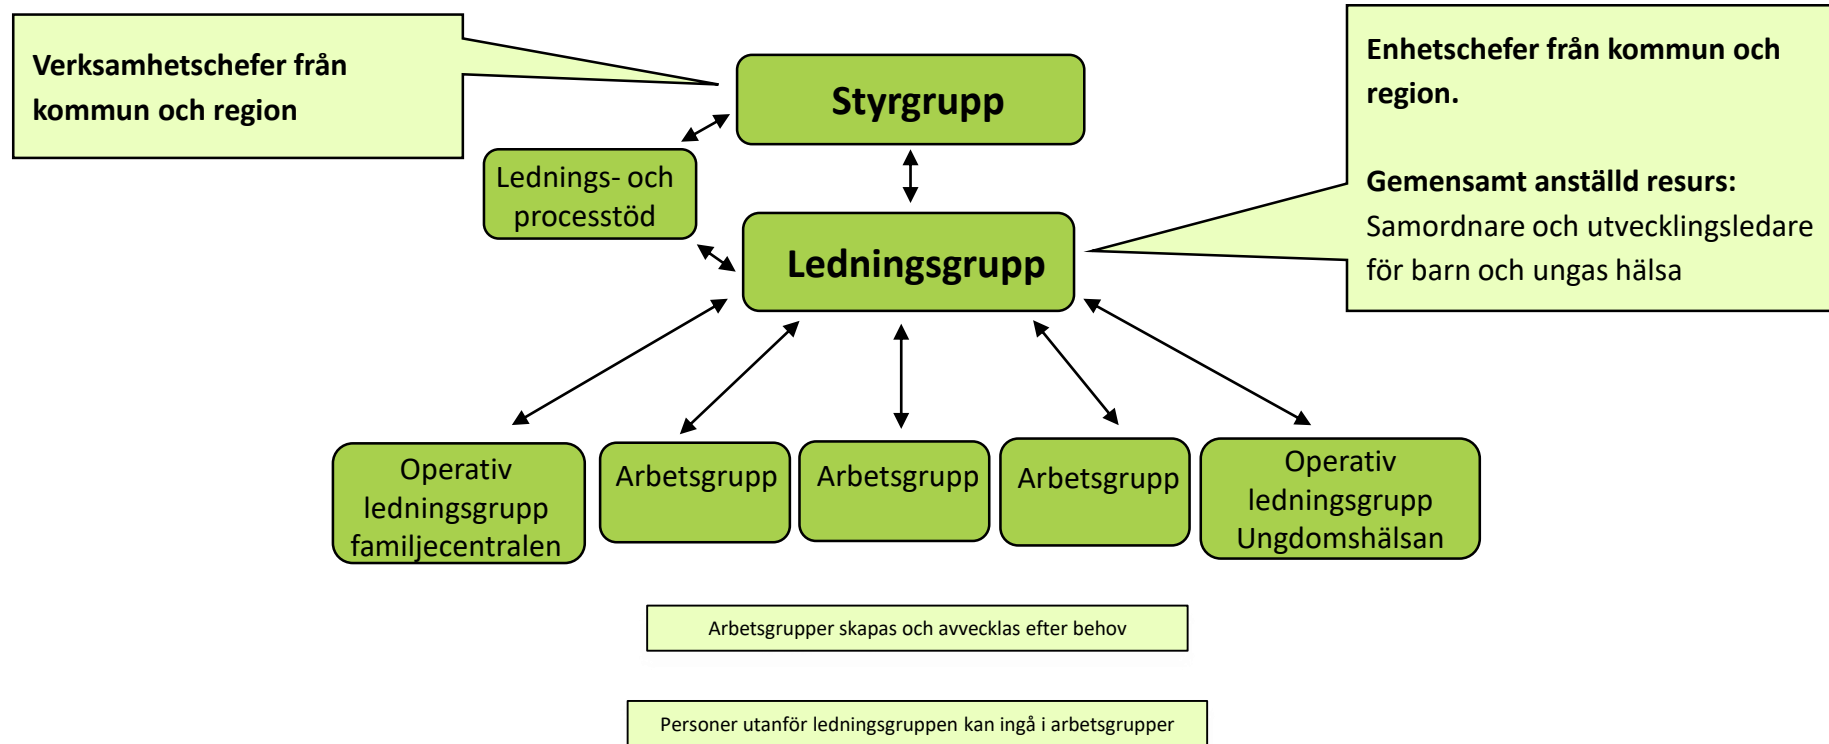 Verksamhetschefer från
kommun och region
Styrgrupp
Enhetschefer från kommun och
region.
Gemensamt anställd resurs:
Samordnare och utvecklingsledare
för barn och ungas hälsa
Lednings- och
processtöd
Ledningsgrupp
Operativ
ledningsgrupp
familjecentralen
Arbetsgrupp
Arbetsgrupp
Arbetsgrupp
Operativ
ledningsgrupp
Ungdomshälsan
Arbetsgrupper skapas och avvecklas efter behov
Personer utanför ledningsgruppen kan ingå i arbetsgrupper